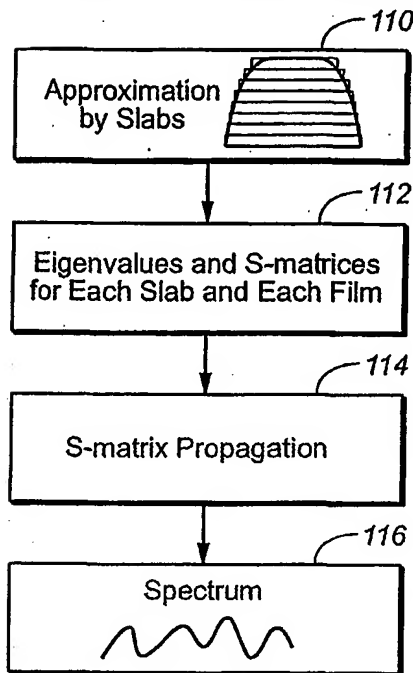 110
Approximation
by Slabs
112
Eigenvalues and S-matrices
for Each Slab and Each Film
114
S-matrix Propagation
116
Spectrum